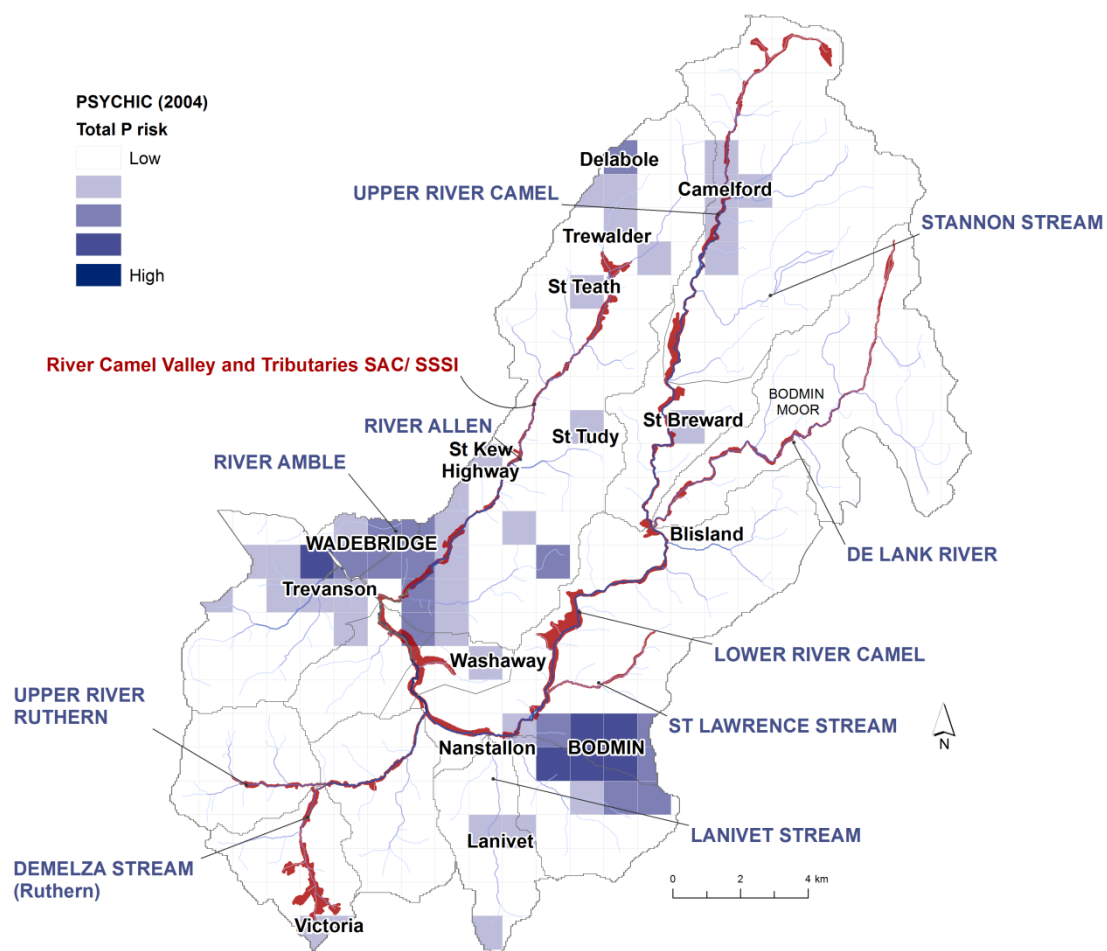 PSYCHIC (2004)
Total P risk
Low
High
Delabole
UPPER RIVER CAMEL
Camelford
Trewalder
STANNON STREAM
St Teath
River Camel Valley and Tributaries SAC/ SSSI
BODMIN
MOOR
RIVER ALLEN
St Tudy
St Breward
St Kew
Highway
RIVER AMBLE
WADEBRIDGE
Blisland
DE LANK RIVER
Trevanson
Washaway
LOWER RIVER CAMEL
UPPER RIVER
RUTHERN
ST LAWRENCE STREAM
Nanstallon
BODMIN
N
Lanivet
LANIVET STREAM
DEMELZA STREAM
(Ruthern)
0 2 4 km
Victoria